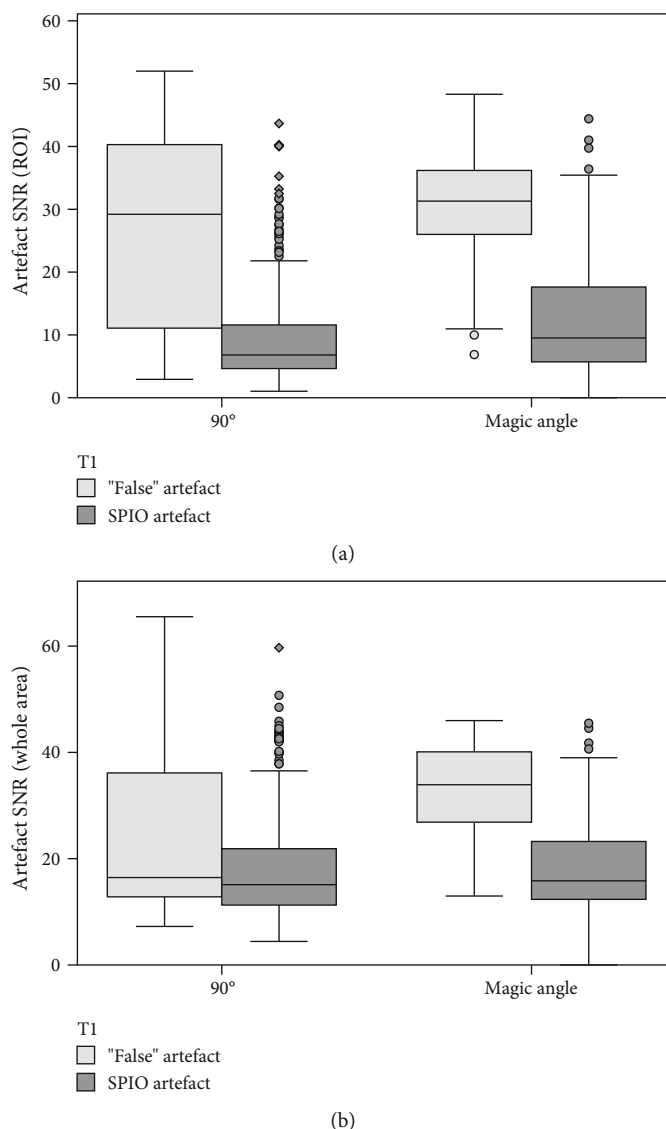 60
50
40
30
20
10
0
Artefact SNR (ROI)
90° Magic angle
T1
"False" artefact
SPIO artefact
(a)
60
40
20
0
Artefact SNR (whole area)
90° Magic angle
T1
"False" artefact
SPIO artefact
(b)